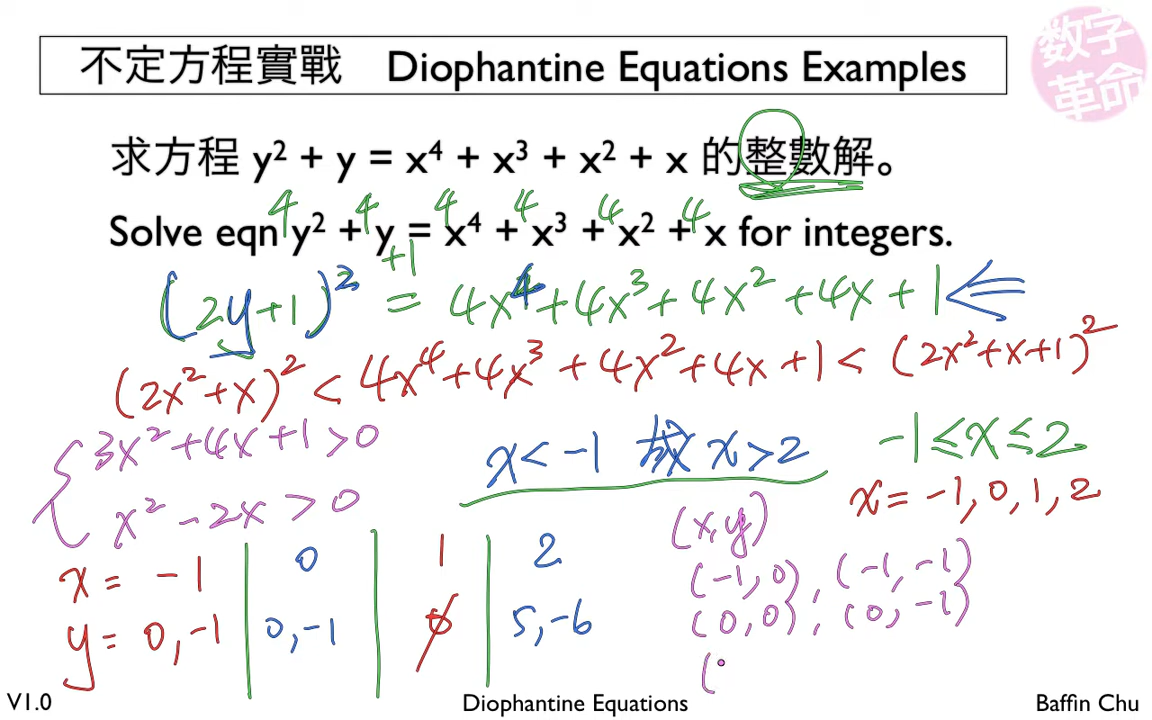 数字
革命
不定方程實戰 Diophantine Equations Examples
求方程 y² + y = x⁴ + x³ + x² + x 的整數解。
4 4 4 4 4 4
Solve eqn y² + y = x⁴ + x³ + x² + x for integers.
+1
(2y+1)² = 4x⁴+4x³+4x²+4x+1
(2x²+x)² < 4x⁴+4x³+4x²+4x+1 < (2x²+x+1)²
3x²+4x+1>0
x²-2x>0
x<-1 或 x>2
-1≤x≤2
x=-1,0,1,2
x= -1 0 1 2
y= 0,-1 0,-1 ∅ 5,-6
(x,y)
(-1,0), (-1,-1)
(0,0), (0,-1)
(
V1.0 Diophantine Equations Baffin Chu